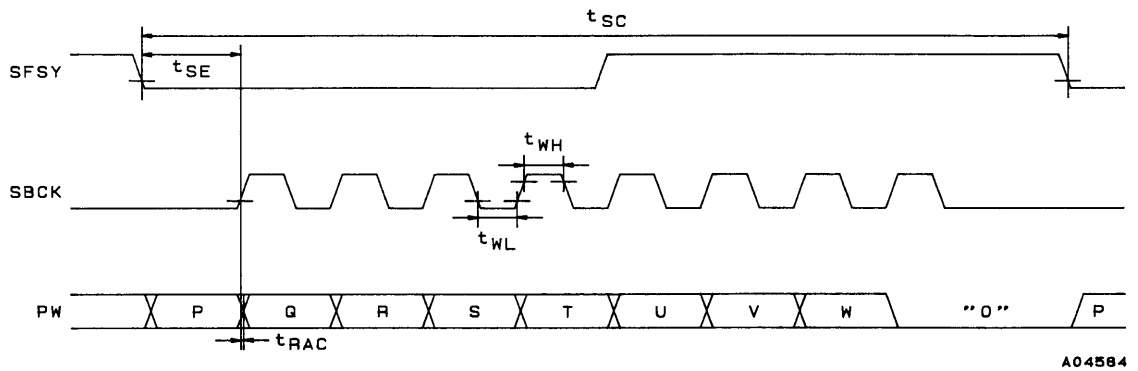 tSC
SFSY
tSE
SBCK
tWH
tWL
PW P Q R S T U V W "0" P
tRAC
A04584